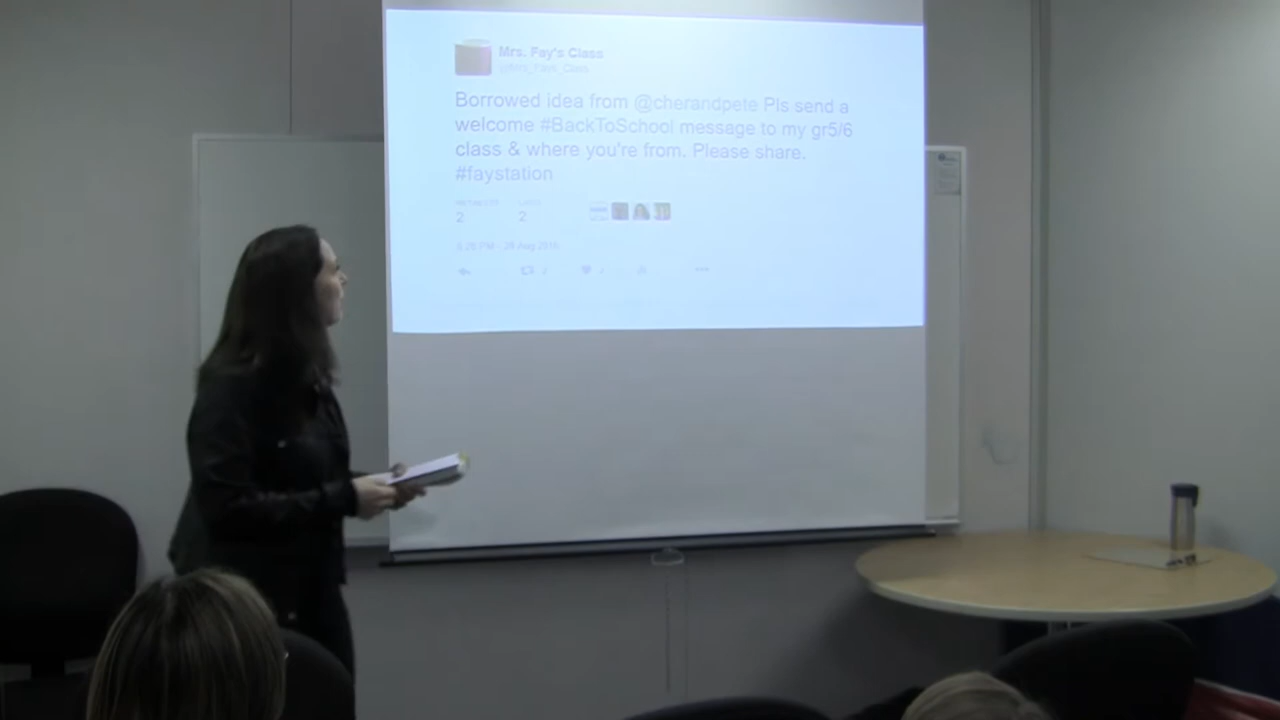 Mrs. Fay's Class
Borrowed idea from @cherandpete Pls send a
welcome #BackToSchool message to my gr5/6
class & where you're from. Please share.
#faystation
2 2